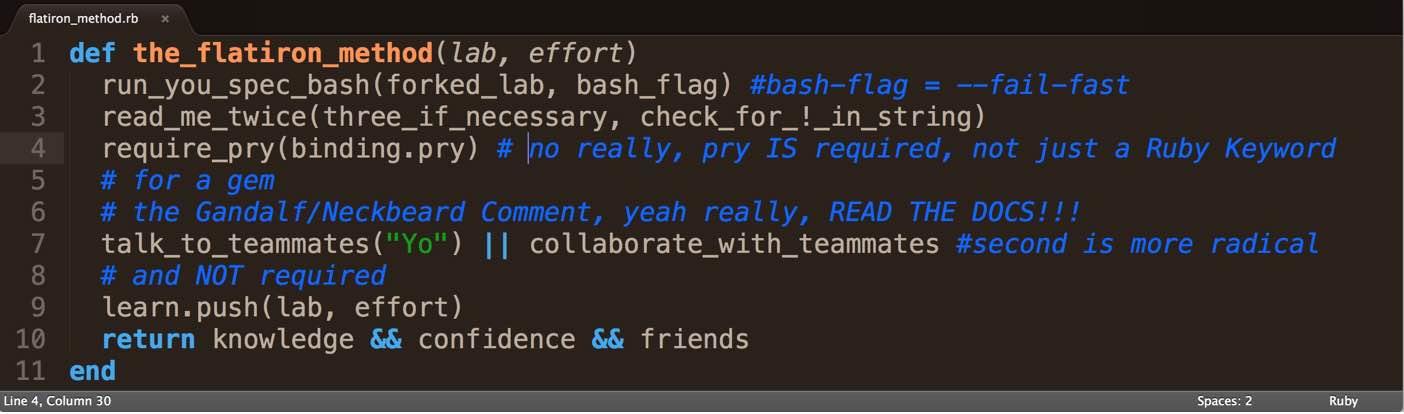 flatiron_method.rb ×
1 def the_flatiron_method(lab, effort)
2 run_you_spec_bash(forked_lab, bash_flag) #bash-flag = --fail-fast
3 read_me_twice(three_if_necessary, check_for_!_in_string)
4 require_pry(binding.pry) # no really, pry IS required, not just a Ruby Keyword
5 # for a gem
6 # the Gandalf/Neckbeard Comment, yeah really, READ THE DOCS!!!
7 talk_to_teammates("Yo") || collaborate_with_teammates #second is more radical
8 # and NOT required
9 learn.push(lab, effort)
10 return knowledge && confidence && friends
11 end
Line 4, Column 30 Spaces: 2 Ruby